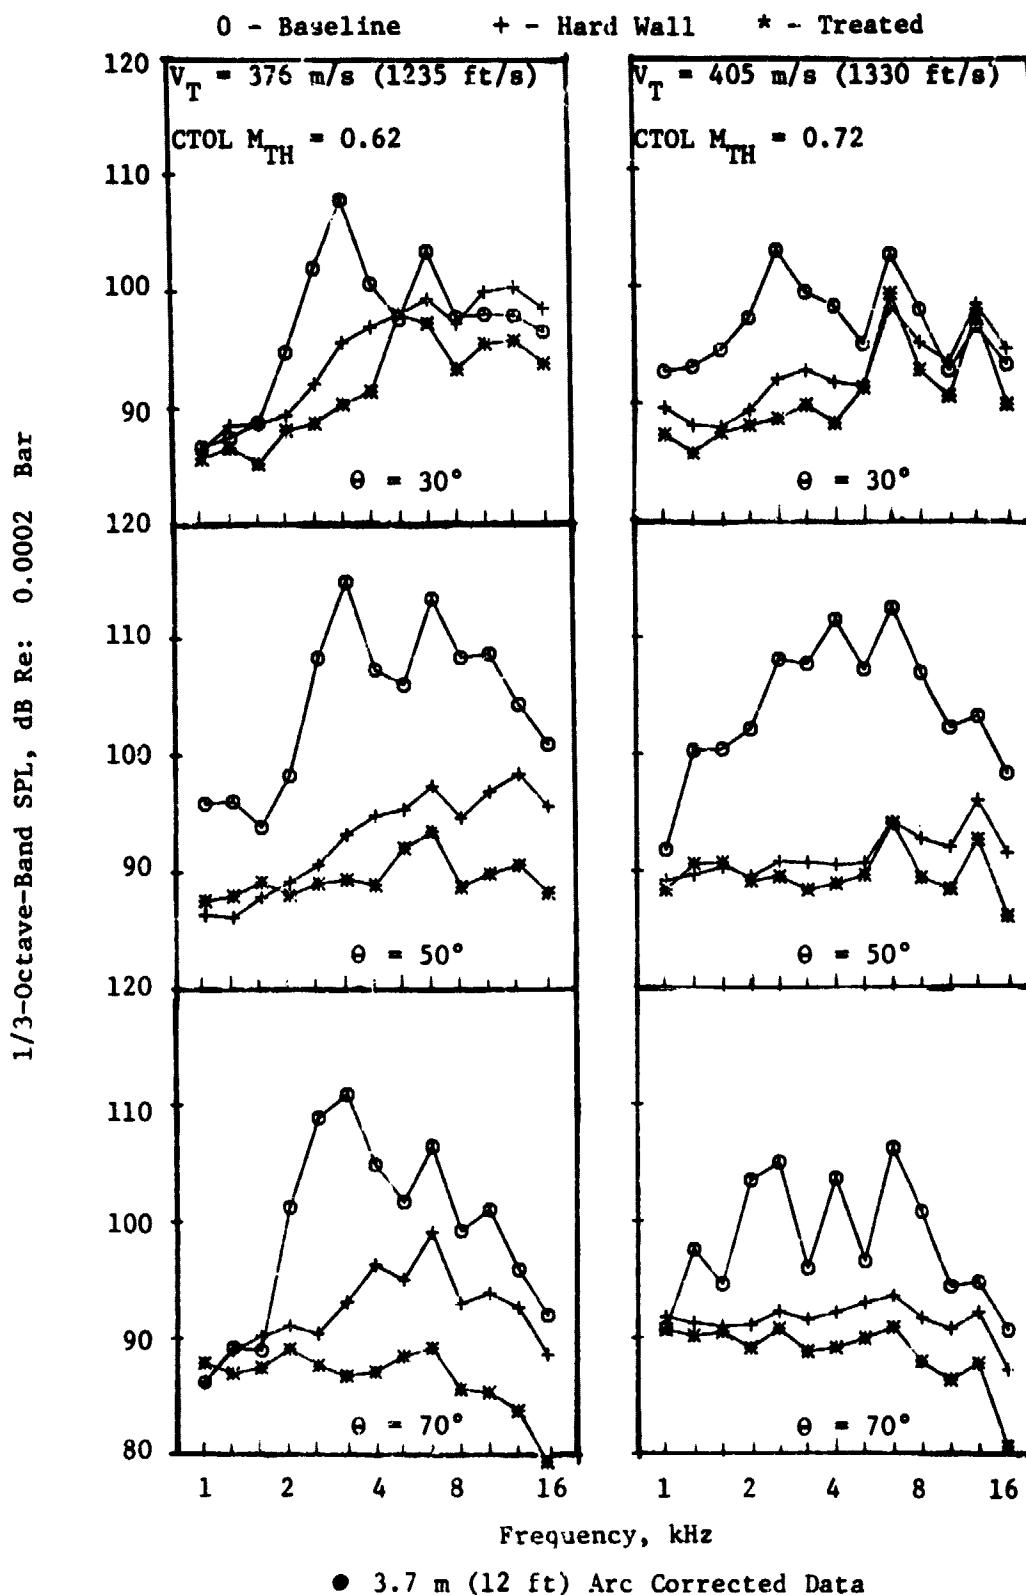 O - Baseline + - Hard Wall * - Treated
V_T = 376 m/s (1235 ft/s)
CTOL M_TH = 0.62
V_T = 405 m/s (1330 ft/s)
CTOL M_TH = 0.72
120
110
100
90
θ = 30°
θ = 30°
120
110
100
90
θ = 50°
θ = 50°
120
110
100
90
80
θ = 70°
θ = 70°
1 2 4 8 16
1 2 4 8 16
1/3-Octave-Band SPL, dB Re: 0.0002 Bar
Frequency, kHz
● 3.7 m (12 ft) Arc Corrected Data